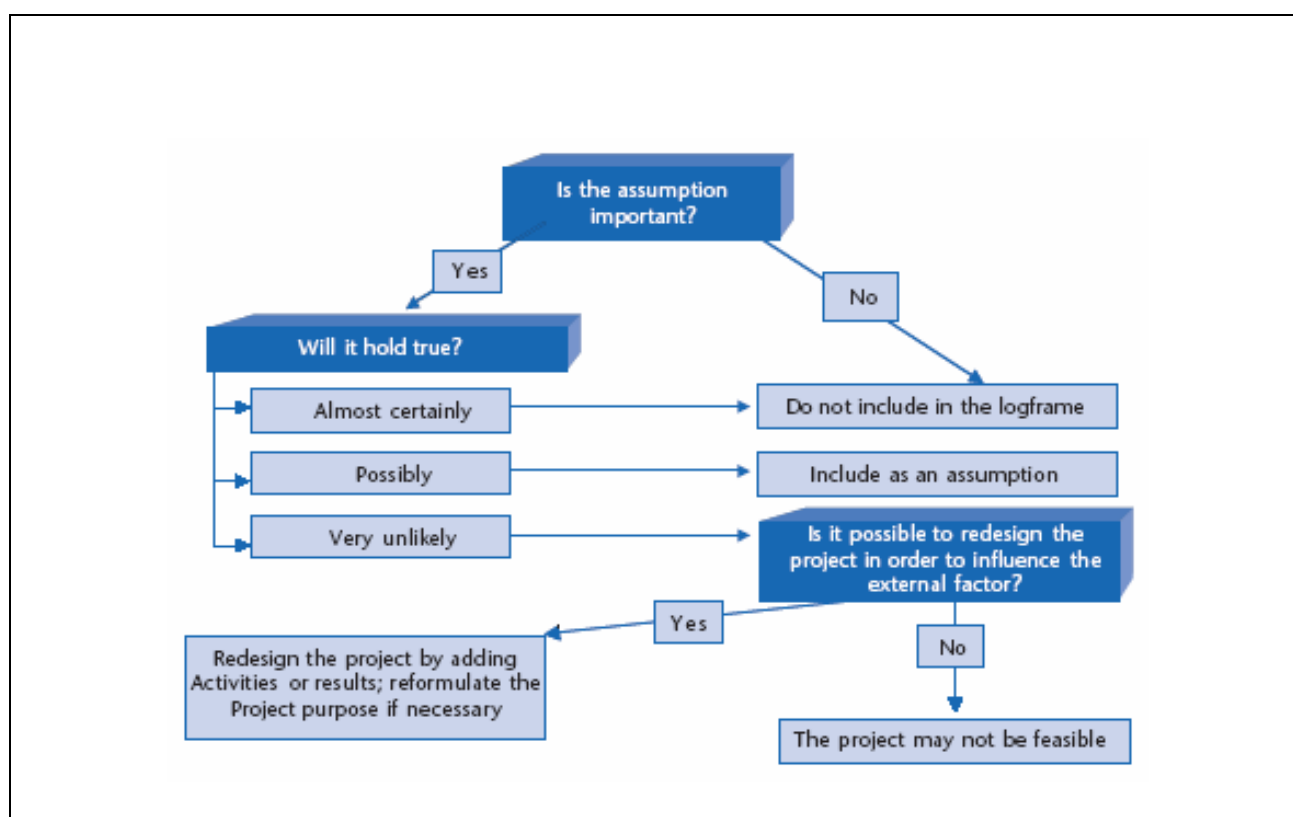 Is the assumption
important?
Yes
No
Will it hold true?
Almost certainly
Do not include in the logframe
Possibly
Include as an assumption
Very unlikely
Is it possible to redesign the
project in order to influence the
external factor?
Yes
No
Redesign the project by adding
Activities or results; reformulate the
Project purpose if necessary
The project may not be feasible